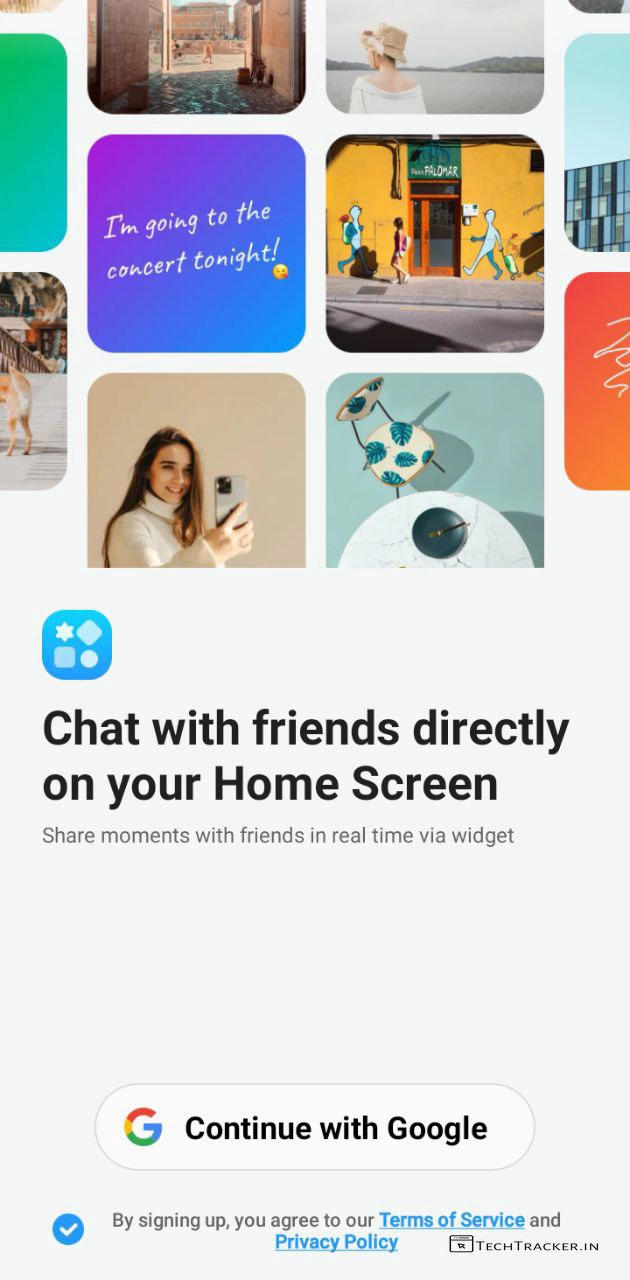 Petit PALOMAR
I'm going to the
concert tonight!
Chat with friends directly
on your Home Screen
Share moments with friends in real time via widget
Continue with Google
By signing up, you agree to our Terms of Service and
Privacy Policy
TECHTRACKER.IN